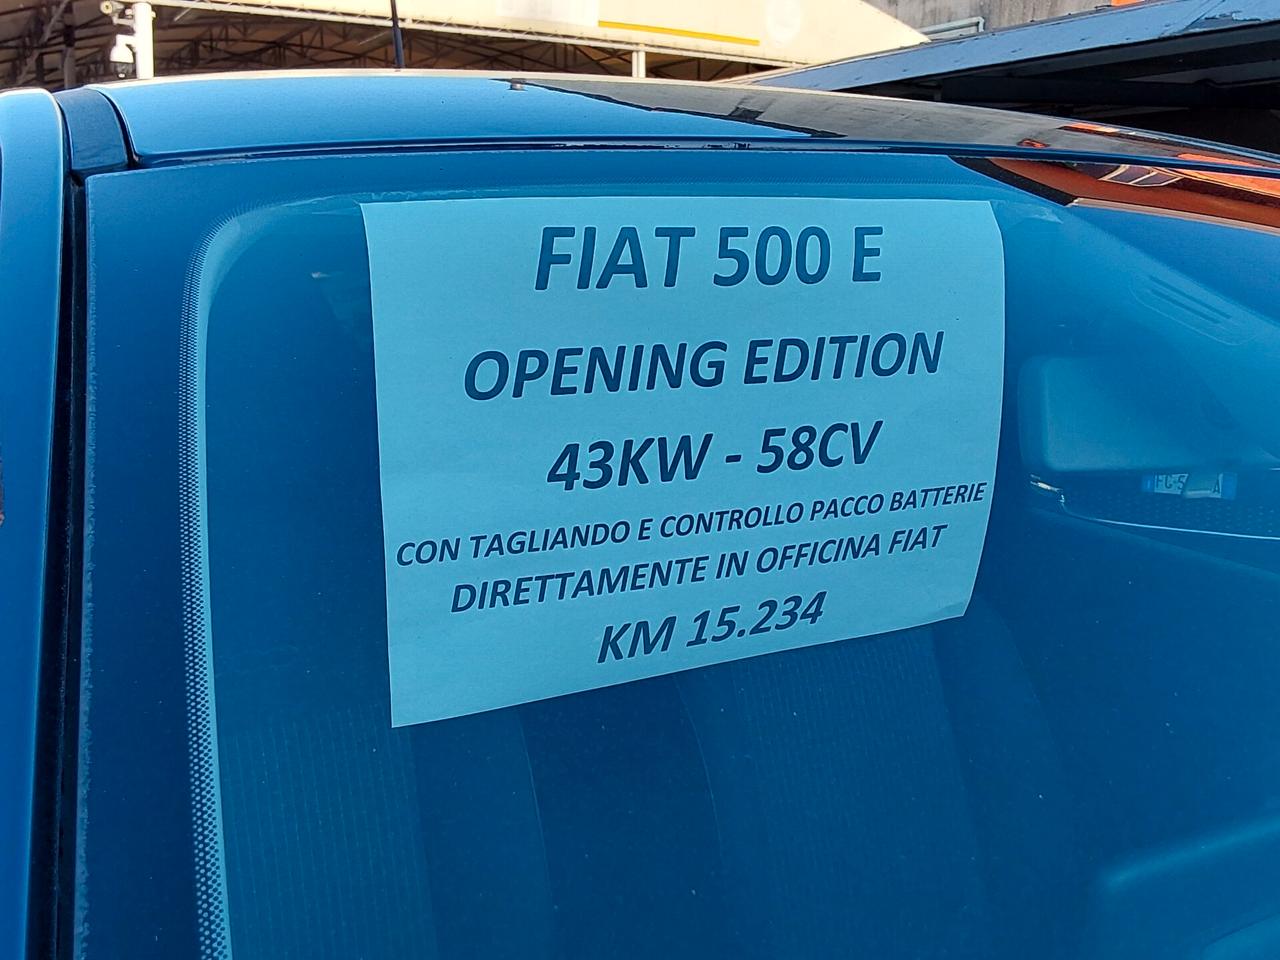 FIAT 500 E
OPENING EDITION
43KW - 58CV
CON TAGLIANDO E CONTROLLO PACCO BATTERIE
DIRETTAMENTE IN OFFICINA FIAT
KM 15.234